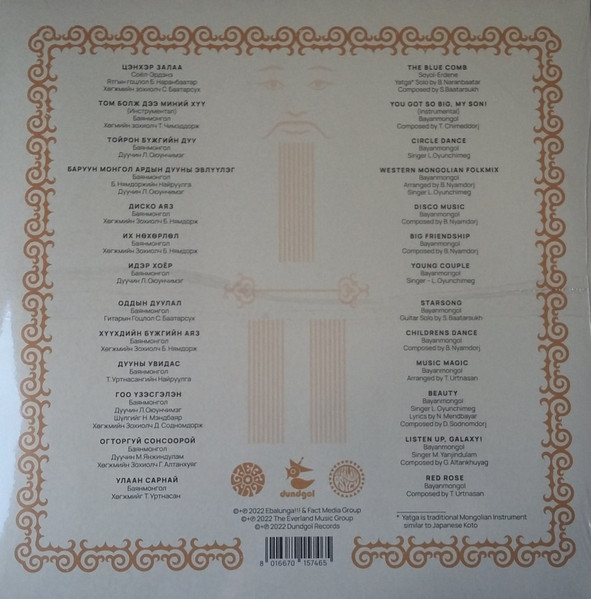 ЦЭНХЭР ЗАЛАА
Соёл-Эрдэнэ
Ятгын гоцлол Б. Наранбаатар
Хөгжмийн зохиолч С. Баатарсүх
ТОМ БОЛЖ ДЭЭ МИНИЙ ХҮҮ
(Инструментал)
Баянмонгол
Хөгмийн зохиолч Т. Чимэддорж
ТОЙРОН БҮЖГИЙН ДУУ
Баянмонгол
Дуучин Л. Оюунчимэг
БАРУУН МОНГОЛ АРДЫН ДУУНЫ ЭВЛҮҮЛЭГ
Баянмонгол
Б. Нямдоржийн Найруулга
Дуучин Л. Оюунчимэг
ДИСКО АЯЗ
Баянмонгол
Хөгжмийн Зохиолч Б. Нямдорж
ИХ НӨХӨРЛӨЛ
Баянмонгол
Хөгжмийн Зохиолч Б. Нямдорж
ИДЭР ХОЁР
Баянмонгол
Дуучин Л. Оюунчимэг
ОДДЫН ДУУЛАЛ
Баянмонгол
Гитарын Гоцлол С. Баатарсүх
ХҮҮХДИЙН БҮЖГИЙН АЯЗ
Баянмонгол
Хөгжмийн Зохиолч Б. Нямдорж
ДУУНЫ УВИДАС
Баянмонгол
Т. Уртнасангийн Найруулга
ГОО ҮЗЭСГЭЛЭН
Баянмонгол
Дуучин Л. Оюунчимэг
Шүлгийг Н. Мэндбаяр
Хөгжмийн Зохиолч Д. Содномдорж
ОГТОРГУЙ СОНСООРОЙ
Баянмонгол
Дуучин М. Янжиндулам
Хөгжмийн Зохиолч Г. Алтанхуяг
УЛААН САРНАЙ
Баянмонгол
Хөгжмийг Т. Уртнасан
THE BLUE COMB
Soyol-Erdene
Yatga* Solo by B. Naranbaatar
Composed by S.Baatarsukh
YOU GOT SO BIG, MY SON!
(Instrumental)
Bayanmongol
Composed by T. Chimeddorj
CIRCLE DANCE
Bayanmongol
Singer L. Oyunchimeg
WESTERN MONGOLIAN FOLKMIX
Bayanmongol
Arranged by B. Nyamdorj
Singer L. Oyunchimeg
DISCO MUSIC
Bayanmongol
Composed by B. Nyamdorj
BIG FRIENDSHIP
Bayanmongol
Composed by B. Nyamdorj
YOUNG COUPLE
Bayanmongol
Singer – L. Oyunchimeg
STARSONG
Bayanmongol
Guitar Solo by S. Baatarsukh
CHILDRENS DANCE
Bayanmongol
Composed by B. Nyamdorj
MUSIC MAGIC
Bayanmongol
Arranged by T. Urtnasan
BEAUTY
Bayanmongol
Singer L. Oyunchimeg
Lyrics by N. Mendbayar
Composed by D. Sodnomdorj
LISTEN UP, GALAXY!
Bayanmongol
Singer M. Yanjindulam
Composed by G. Altankhuyag
RED ROSE
Bayanmongol
Composed by T. Urtnasan
* Yatga is traditional Mongolian Instrument
similar to Japanese Koto
dundgol
©+℗ 2022 Ebalunga!!! & Fact Media Group
©+℗ 2022 The Everland Music Group
©+℗ 2022 Dundgol Records
8 016670 157465